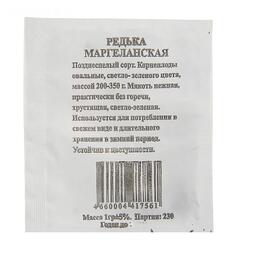 РЕДЬКА
МАРГЕЛАНСКАЯ
Позднеспелый сорт. Корнеплоды
овальные, светло-зеленого цвета,
массой 200-350 г. Мякоть нежная,
практически без горечи,
хрустящая, светло-зеленая.
Используется для потребления в
свежем виде и длительного
хранения в зимний период.
Устойчив к цветушности.
4660004417561
Масса 1гр±5%. Партия: 230
Годен до :